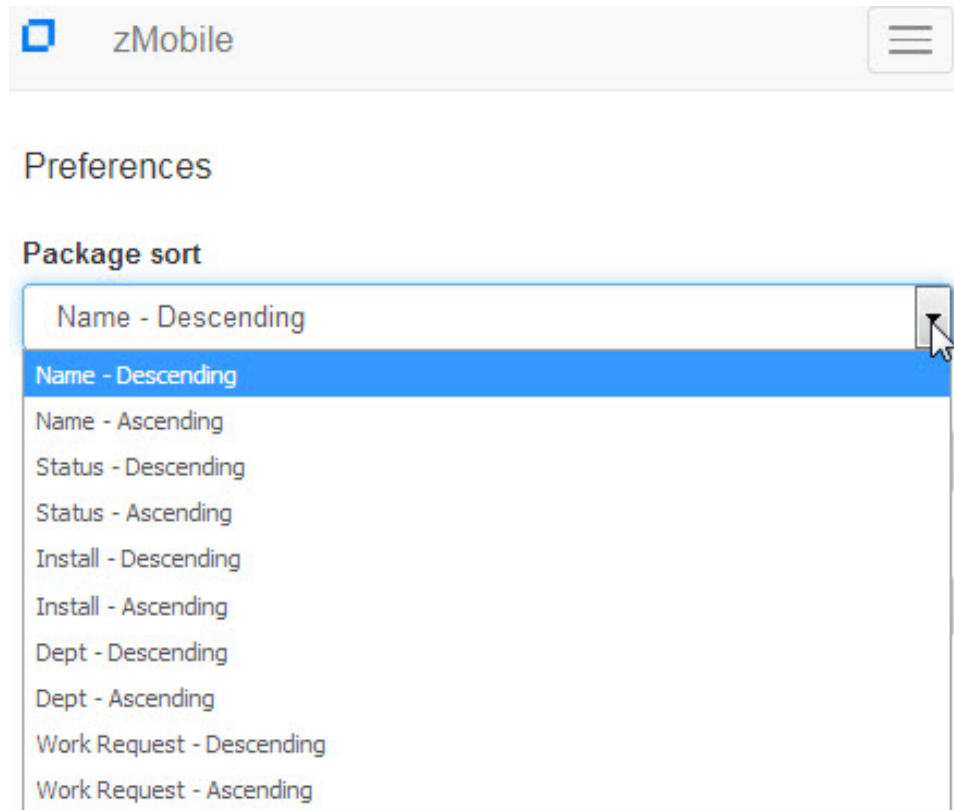 zMobile
Preferences
Package sort
Name - Descending
Name - Descending
Name - Ascending
Status - Descending
Status - Ascending
Install - Descending
Install - Ascending
Dept - Descending
Dept - Ascending
Work Request - Descending
Work Request - Ascending